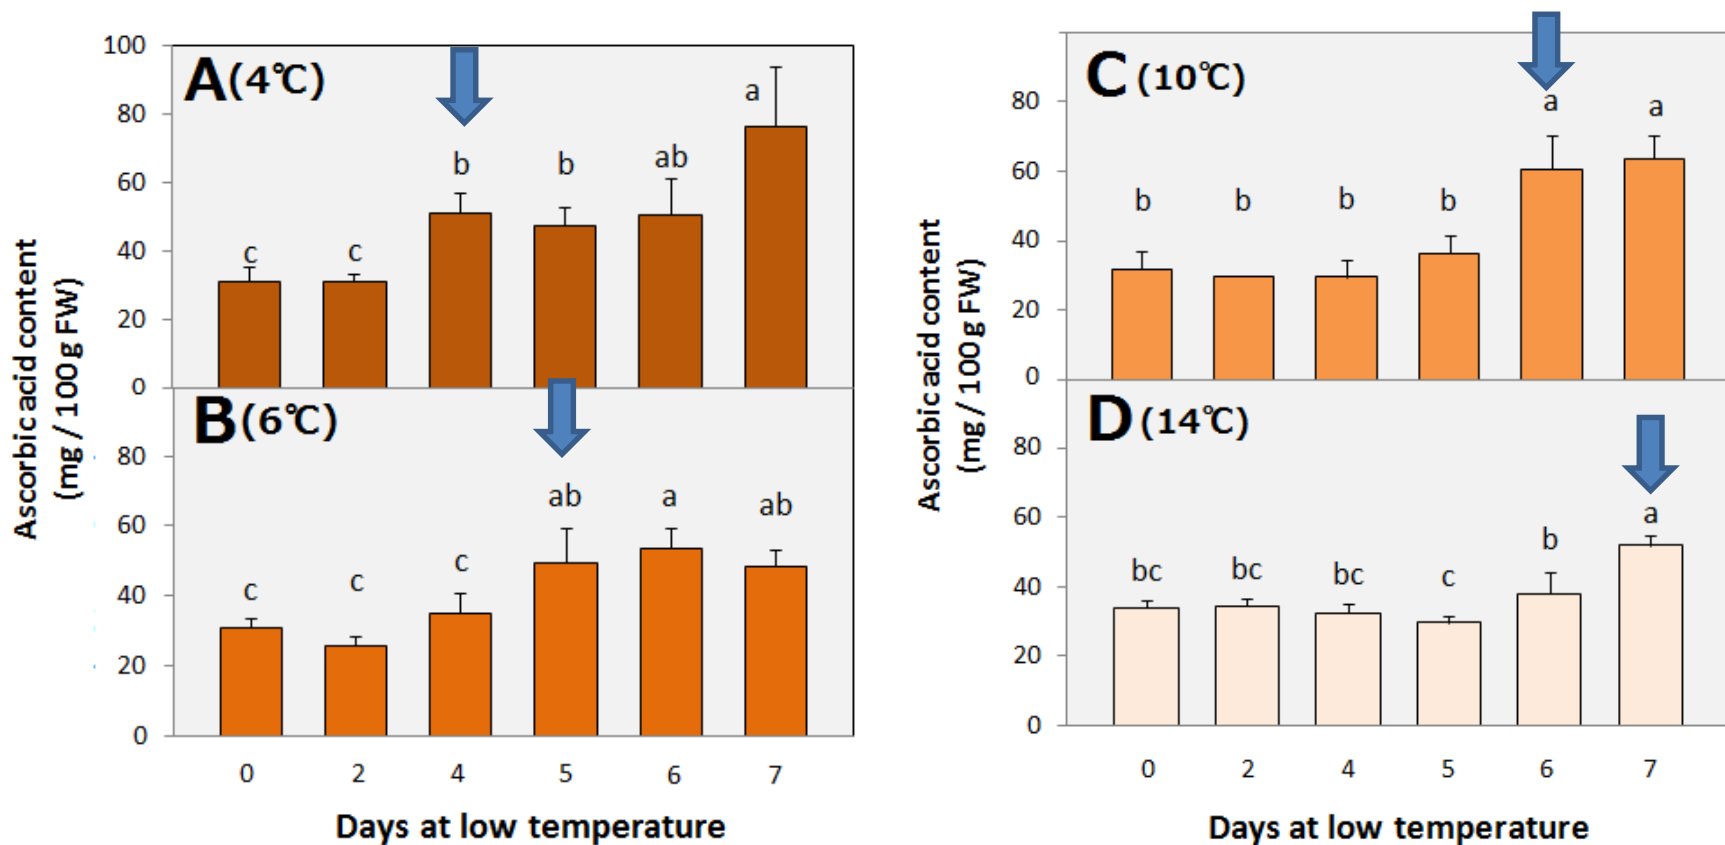 A (4℃)
Ascorbic acid content
(mg / 100 g FW)
100
80
60
40
20
0
c
c
b
b
ab
a
B (6℃)
80
60
40
20
0
c
c
c
ab
a
ab
0 2 4 5 6 7
Days at low temperature
C (10℃)
Ascorbic acid content
(mg / 100 g FW)
80
60
40
20
0
b
b
b
b
a
a
D (14℃)
80
60
40
20
0
bc
bc
bc
c
b
a
0 2 4 5 6 7
Days at low temperature